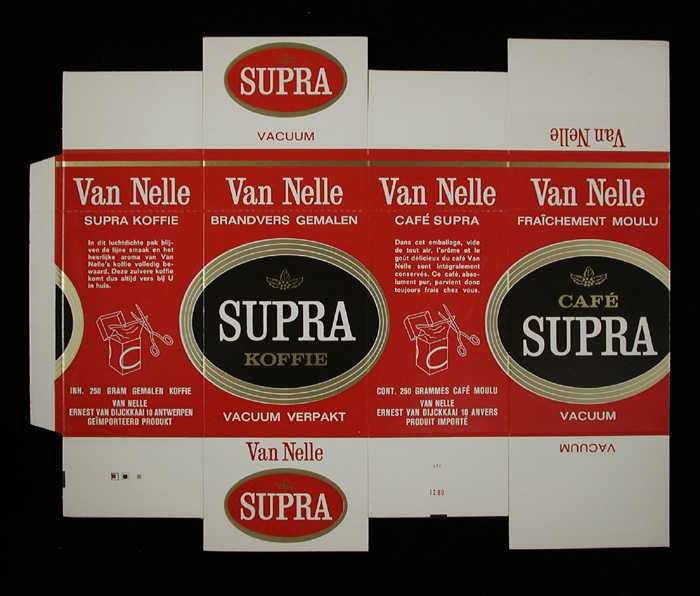 SUPRA
VACUUM
Van Nelle
Van Nelle
SUPRA KOFFIE
In dit luchtdichte pak blij-
ven de fijne smaak en het
heerlijke aroma van Van
Nelle's koffie volledig be-
waard. Deze zuivere koffie
komt dus altijd vers bij U
in huis.
INH. 250 GRAM GEMALEN KOFFIE
VAN NELLE
ERNEST VAN DIJCKKAAI 10 ANTWERPEN
GEÏMPORTEERD PRODUKT
Van Nelle
BRANDVERS GEMALEN
SUPRA
KOFFIE
VACUUM VERPAKT
Van Nelle
SUPRA
Van Nelle
CAFÉ SUPRA
Dans cet emballage, vide
de tout air, l'arôme et le
goût délicieux du café Van
Nelle sont intégralement
conservés. Ce café, abso-
lument pur, parvient donc
toujours frais chez vous.
CONT. 250 GRAMMES CAFÉ MOULU
VAN NELLE
ERNEST VAN DIJCKKAAI 10 ANVERS
PRODUIT IMPORTÉ
12.80
Van Nelle
FRAÎCHEMENT MOULU
CAFÉ
SUPRA
VACUUM
VACUUM